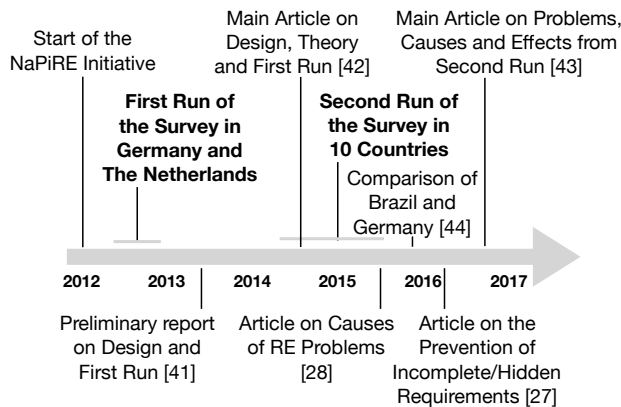 Start of the
NaPiRE Initiative
First Run of
the Survey in
Germany and
The Netherlands
Main Article on
Design, Theory
and First Run [42]
Second Run of
the Survey in
10 Countries
Comparison of
Brazil and
Germany [44]
Main Article on Problems,
Causes and Effects from
Second Run [43]
2012 2013 2014 2015 2016 2017
Preliminary report
on Design and
First Run [41]
Article on Causes
of RE Problems
[28]
Article on the
Prevention of
Incomplete/Hidden
Requirements [27]